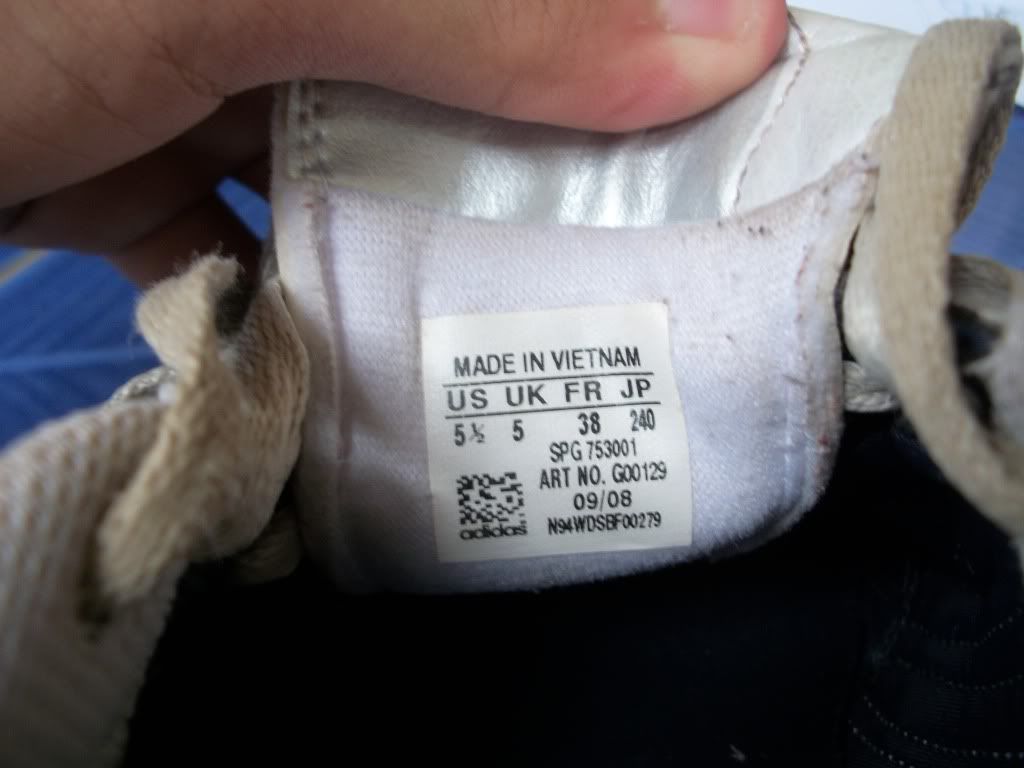 MADE IN VIETNAM
US UK FR JP
5½ 5 38 240
SPG 753001
ART NO. G00129
09/08
adidas N94WDSBF00279